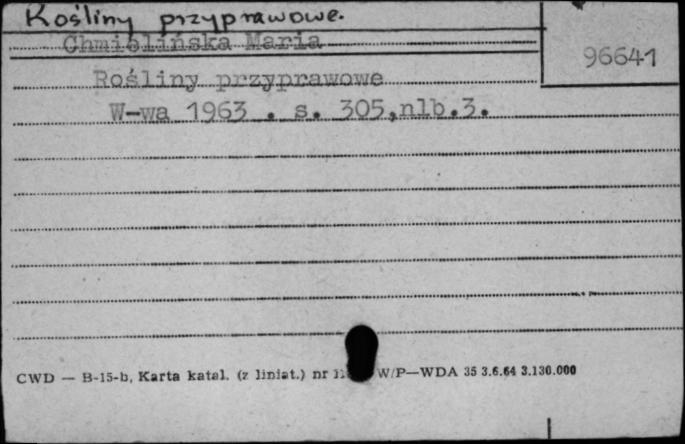 Rośliny przyprawowe.
Chmielińska Maria
96641
Rośliny przyprawowe
W-wa 1963 . s. 305,nlb.3.
CWD — B-15-b, Karta katal. (z liniat.) nr W/P—WDA 35 3.6.64 3.130.000